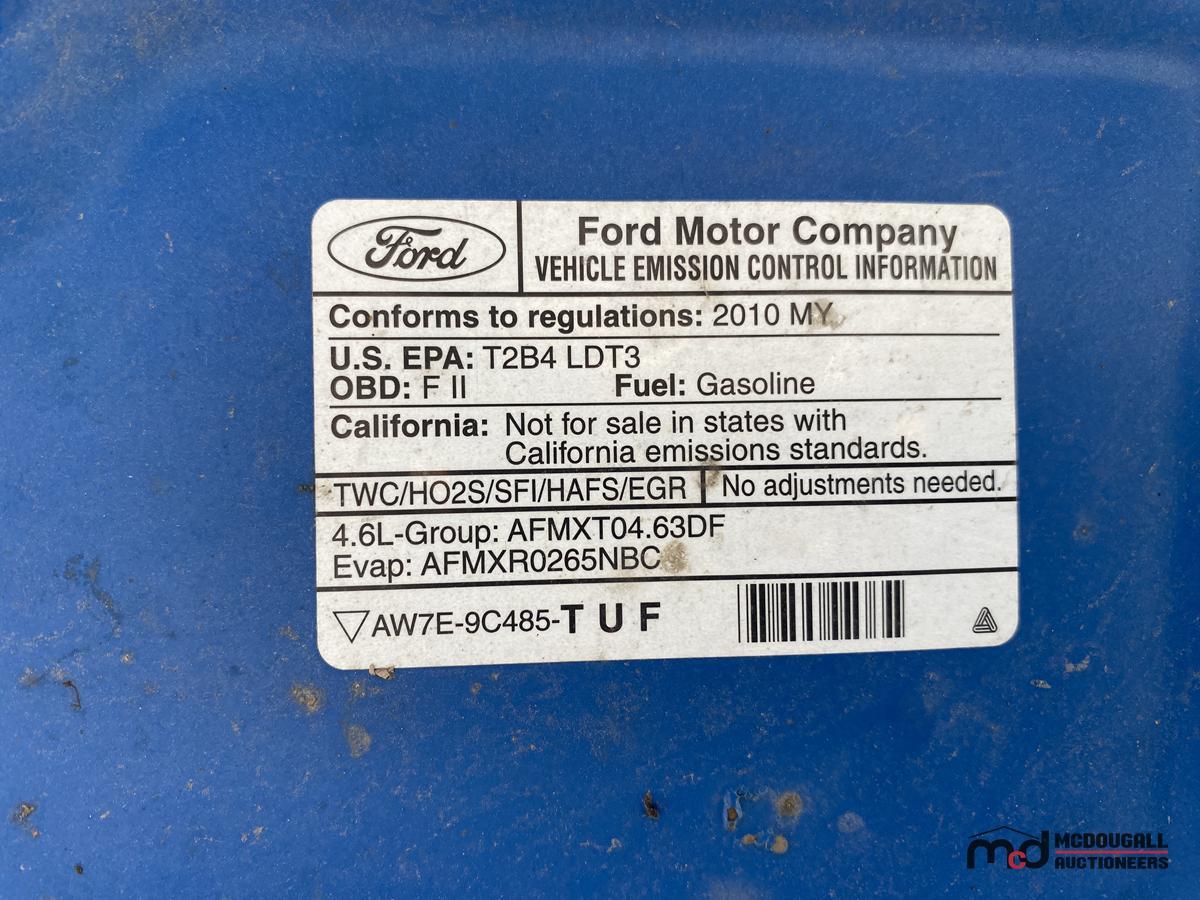 Ford
Ford Motor Company
VEHICLE EMISSION CONTROL INFORMATION
Conforms to regulations: 2010 MY
U.S. EPA: T2B4 LDT3
OBD: F II Fuel: Gasoline
California: Not for sale in states with
California emissions standards.
TWC/HO2S/SFI/HAFS/EGR No adjustments needed.
4.6L-Group: AFMXT04.63DF
Evap: AFMXR0265NBC
AW7E-9C485-TUF
mcd MCDOUGALL
AUCTIONEERS